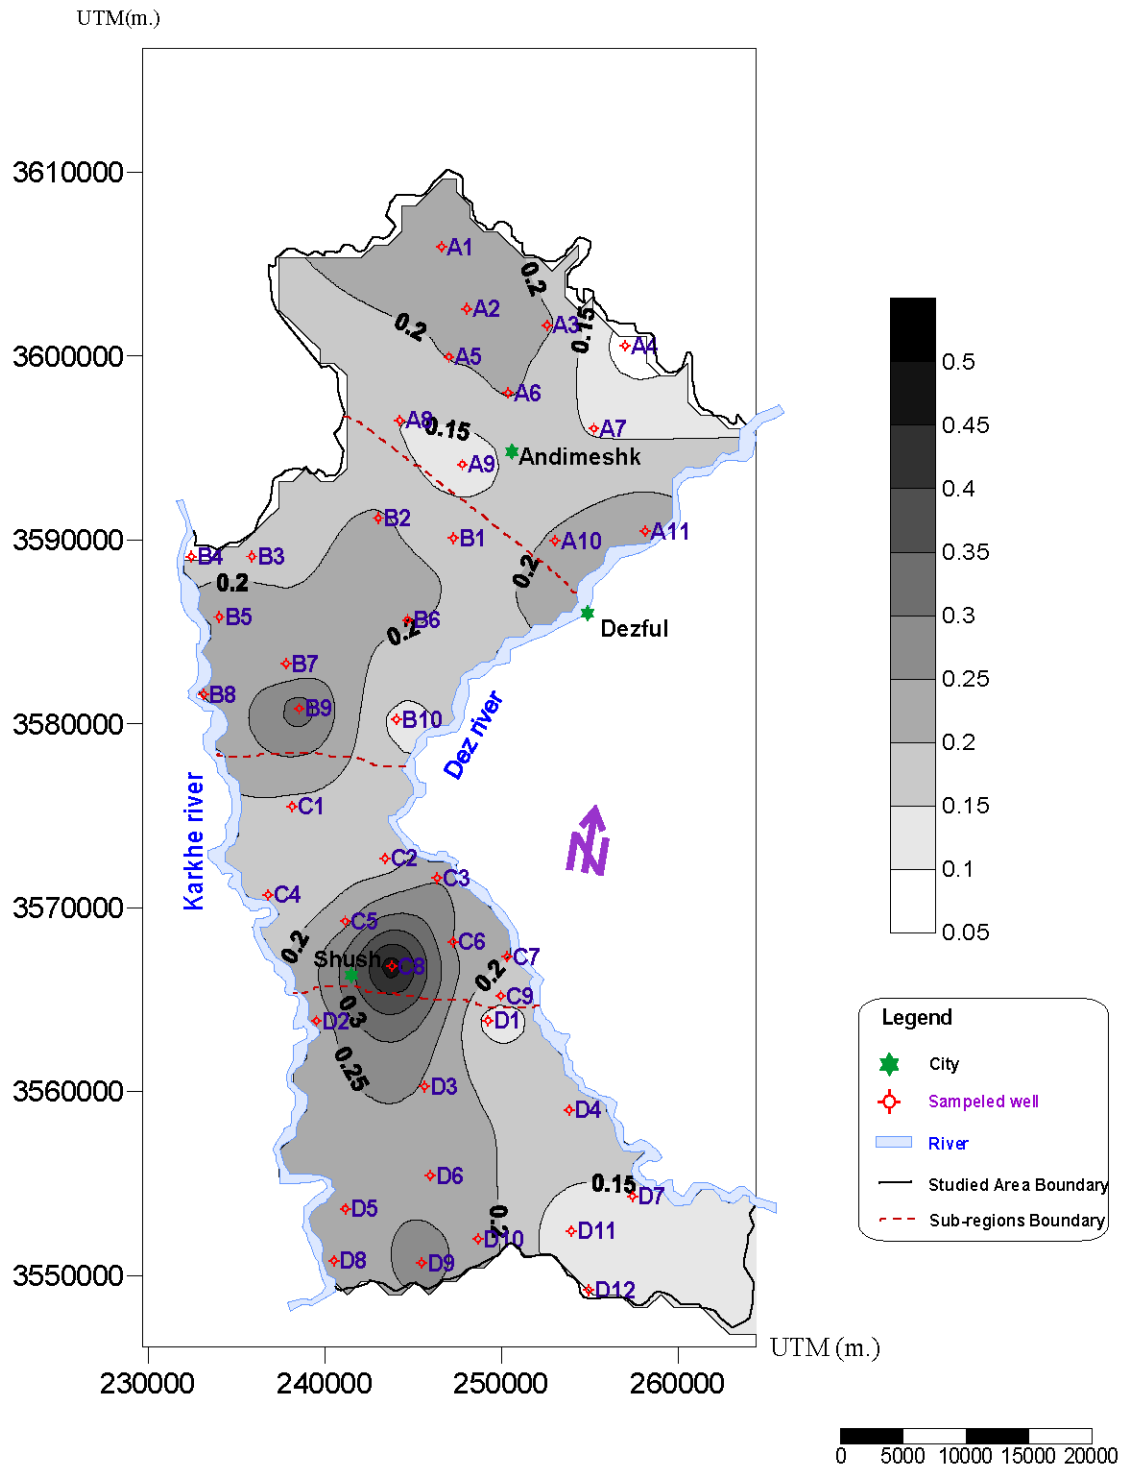 UTM(m.)
3610000
A1
0.2
A2
0.2
A3
0.15
A4
3600000
A5
A6
A8
0.15
A7
Andimeshk
A9
B2
A11
3590000
B1
A10
B4
B3
0.2
0.2
B5
B6
Dezful
0.2
B7
B8
B9
B10
3580000
Dez river
Karkhe river
C1
N
C2
C3
C4
3570000
C5
C6
0.2
C7
Shush
C8
0.2
C9
0.3
D2
D1
0.25
3560000
D3
D4
D6
0.15
D7
D5
0.2
D11
D10
D8
D9
3550000
D12
UTM (m.)
230000
240000
250000
260000
0.5
0.45
0.4
0.35
0.3
0.25
0.2
0.15
0.1
0.05
Legend
City
Sampeled well
River
Studied Area Boundary
Sub-regions Boundary
0 5000 10000 15000 20000